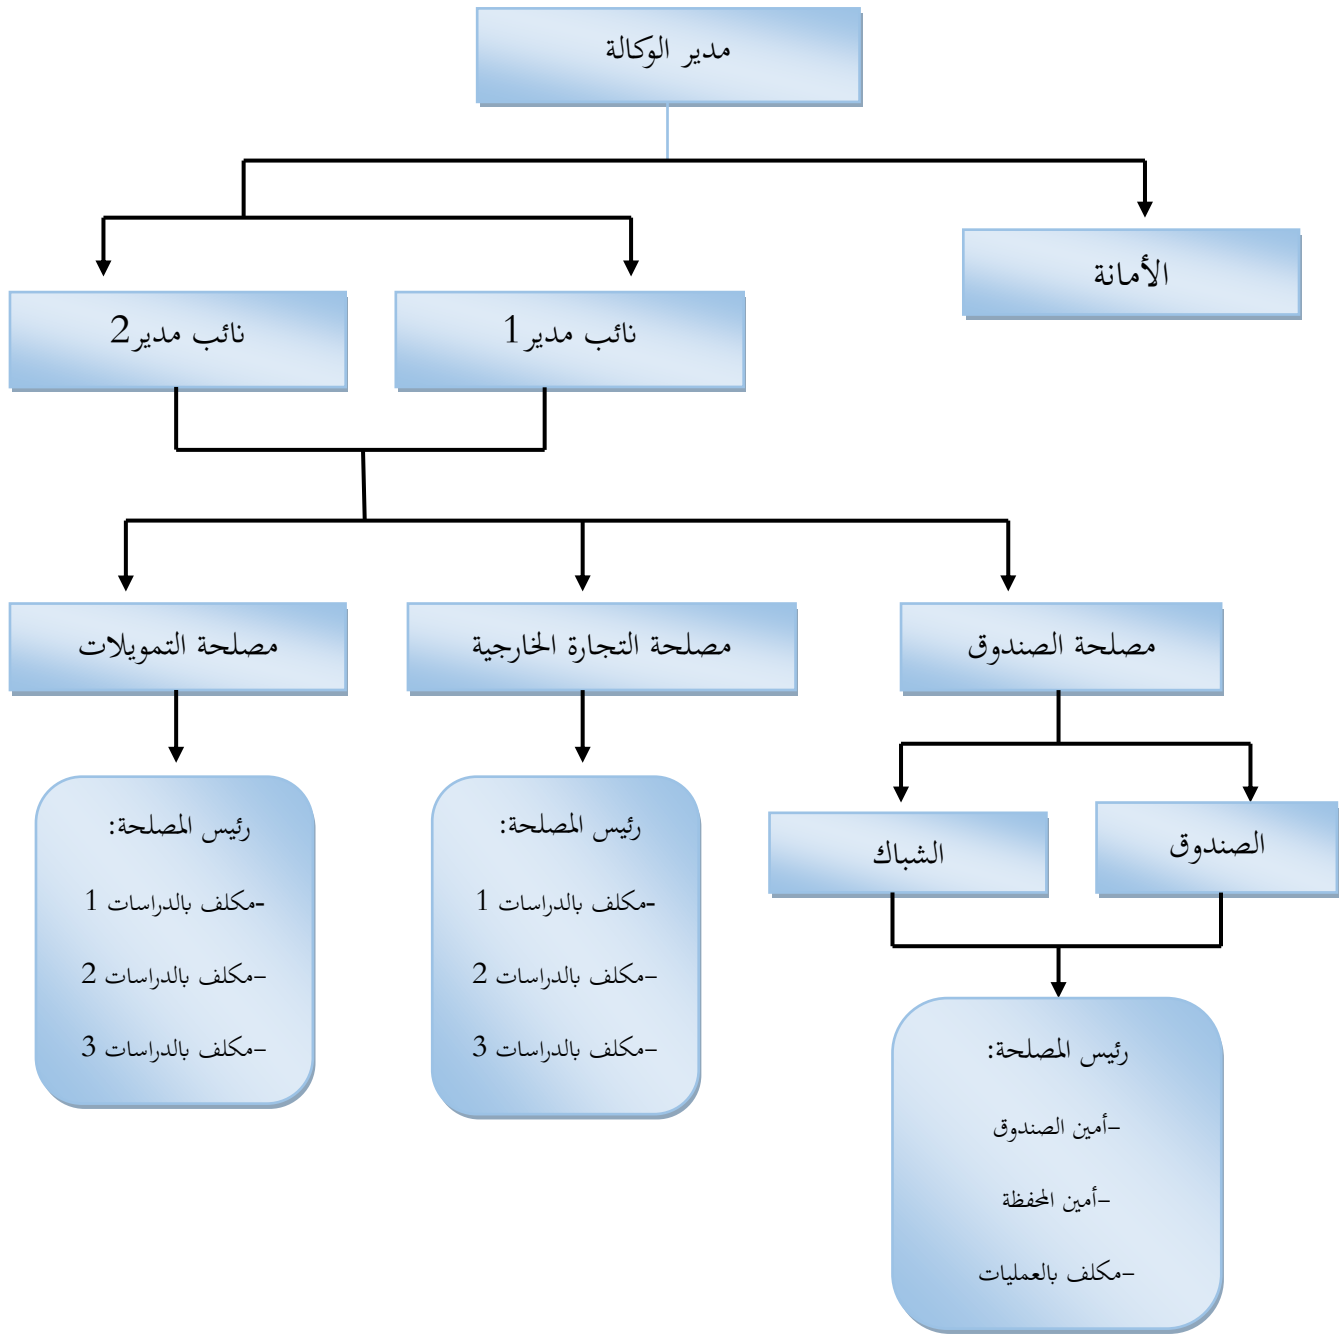 مدير الوكالة
الأمانة
نائب مدير1
نائب مدير2
مصلحة الصندوق
مصلحة التجارة الخارجية
مصلحة التمويلات
الصندوق
الشباك
رئيس المصلحة:
-أمين الصندوق
-أمين المحفظة
-مكلف بالعمليات
رئيس المصلحة:
-مكلف بالدراسات 1
-مكلف بالدراسات 2
-مكلف بالدراسات 3
رئيس المصلحة:
-مكلف بالدراسات 1
-مكلف بالدراسات 2
-مكلف بالدراسات 3